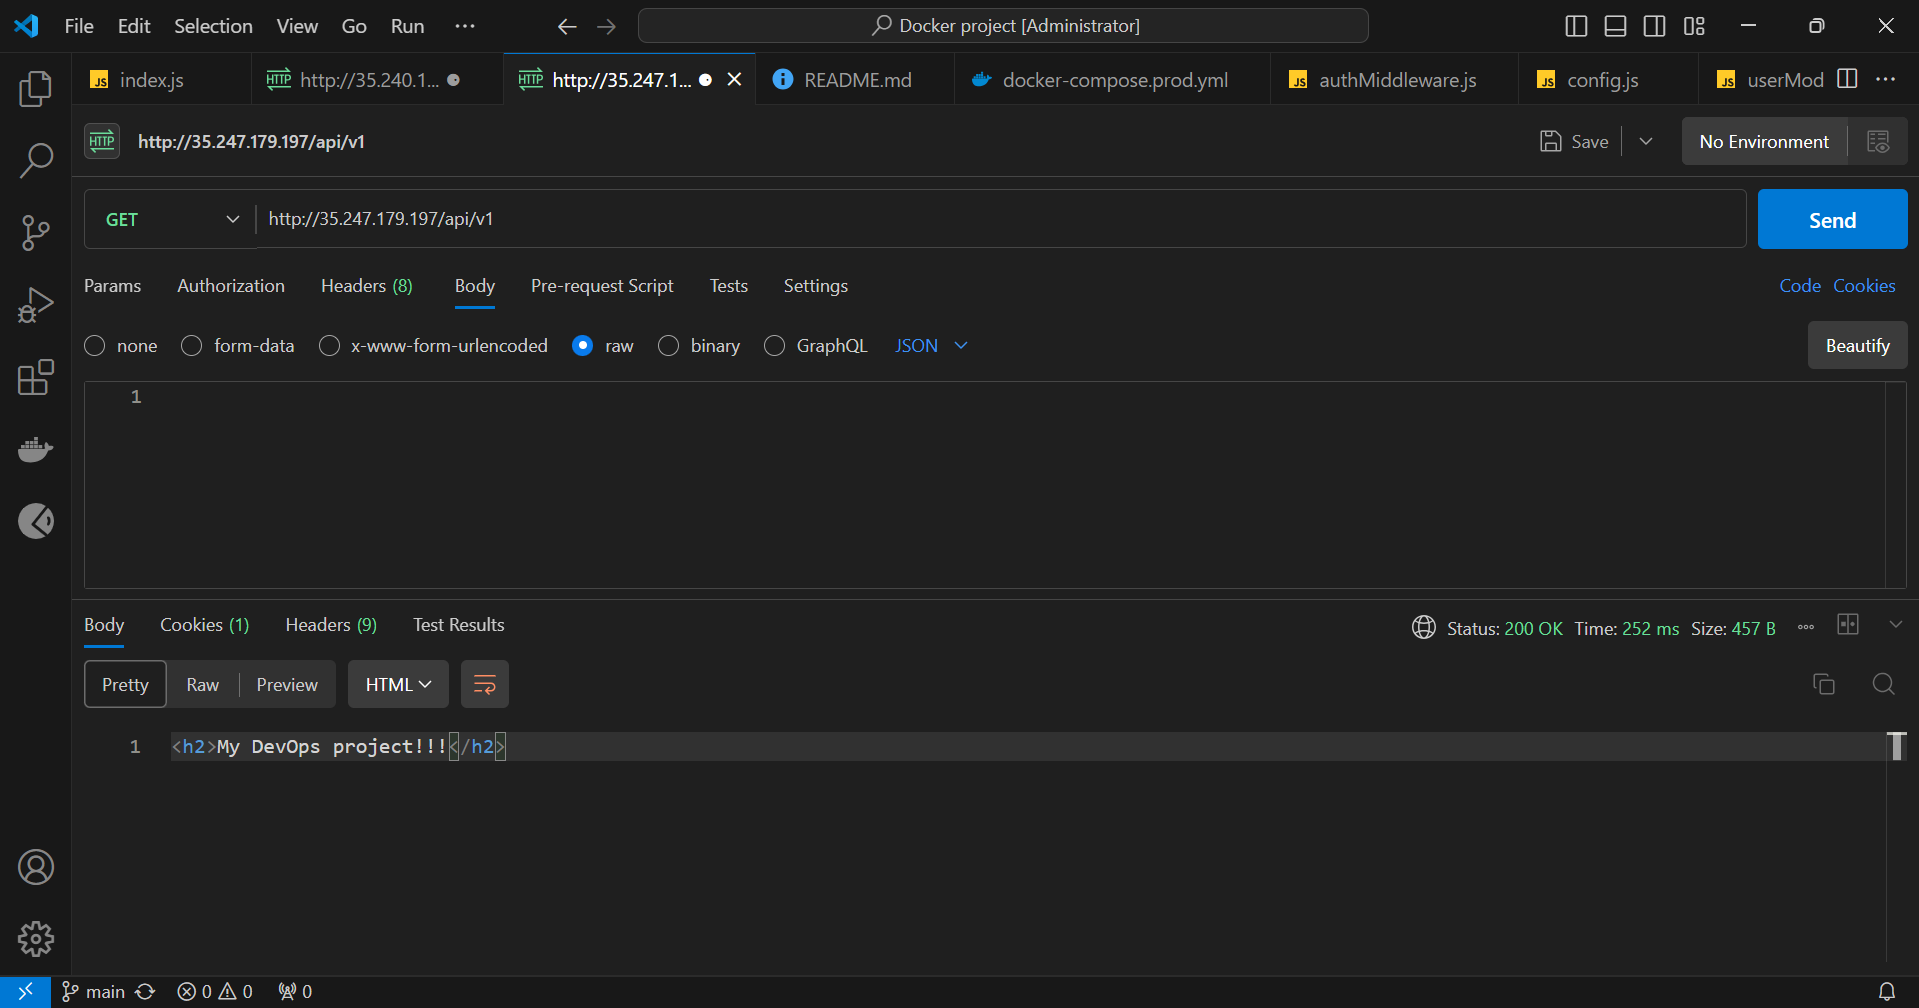 File Edit Selection View Go Run ··· Docker project [Administrator]
JS index.js HTTP http://35.240.1... HTTP http://35.247.1... README.md docker-compose.prod.yml JS authMiddleware.js JS config.js JS userMod ···
HTTP http://35.247.179.197/api/v1 Save No Environment
GET http://35.247.179.197/api/v1 Send
Params Authorization Headers (8) Body Pre-request Script Tests Settings Code Cookies
none form-data x-www-form-urlencoded raw binary GraphQL JSON Beautify
1
Body Cookies (1) Headers (9) Test Results Status: 200 OK Time: 252 ms Size: 457 B
Pretty Raw Preview HTML
1 <h2>My DevOps project!!!</h2>
main 0 0 0